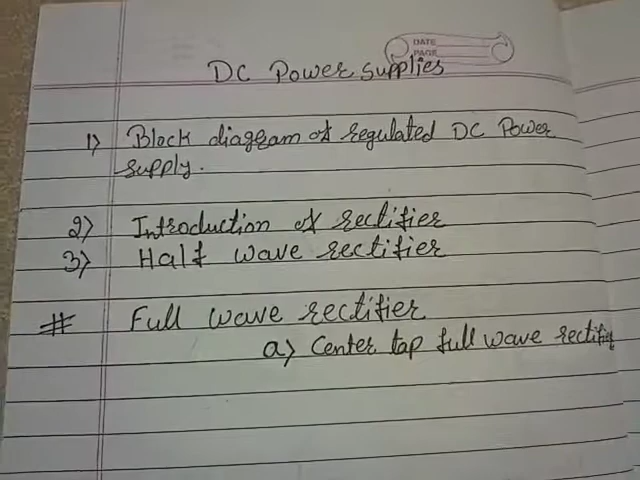 DATE
PAGE
DC Power supplies
1) Block diagram of regulated DC Power
supply.
2) Introduction of rectifier
3) Half wave rectifier
# Full wave rectifier
a) Center tap full wave rectifi